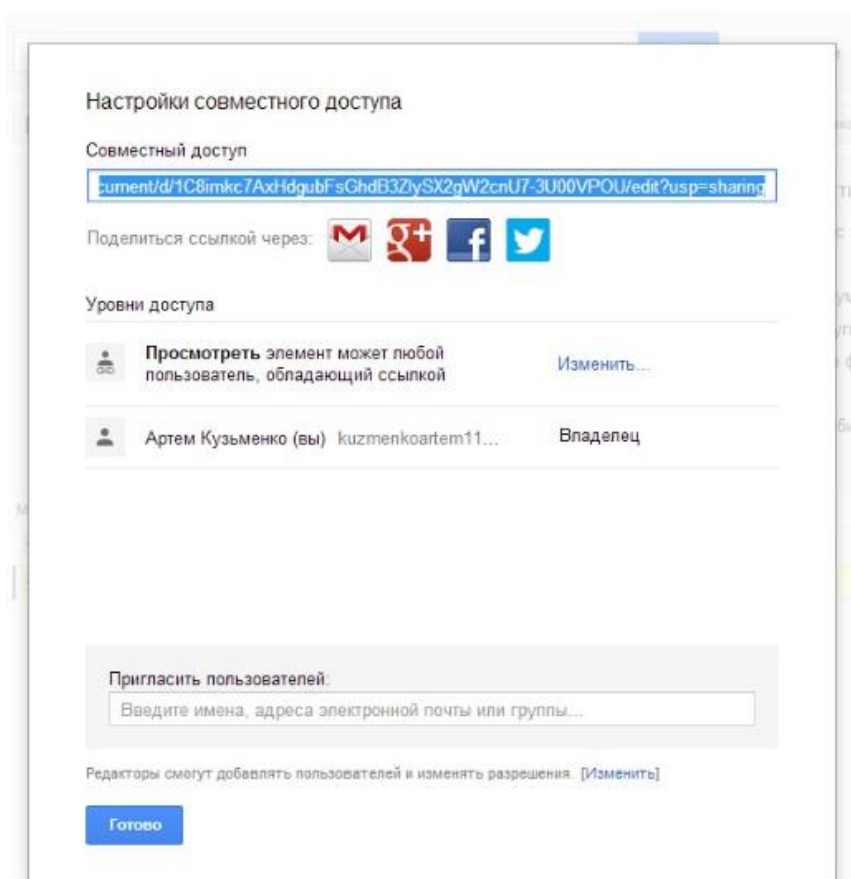 Настройки совместного доступа
Совместный доступ
cument/d/1C8imkc7AxHdgubFsGhdB3ZlySX2gW2cnU7-3U00VPOU/edit?usp=sharing
Поделиться ссылкой через:
Уровни доступа
Просмотреть элемент может любой
пользователь, обладающий ссылкой
Изменить...
Артем Кузьменко (вы) kuzmenkoartem11... Владелец
Пригласить пользователей:
Введите имена, адреса электронной почты или группы...
Редакторы смогут добавлять пользователей и изменять разрешения. [Изменить]
Готово